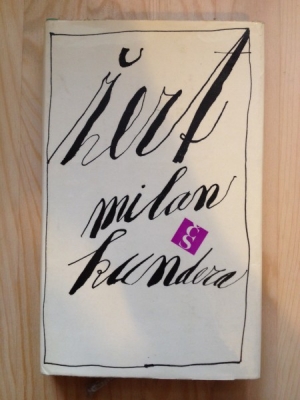 žert
milan
čs
kundera